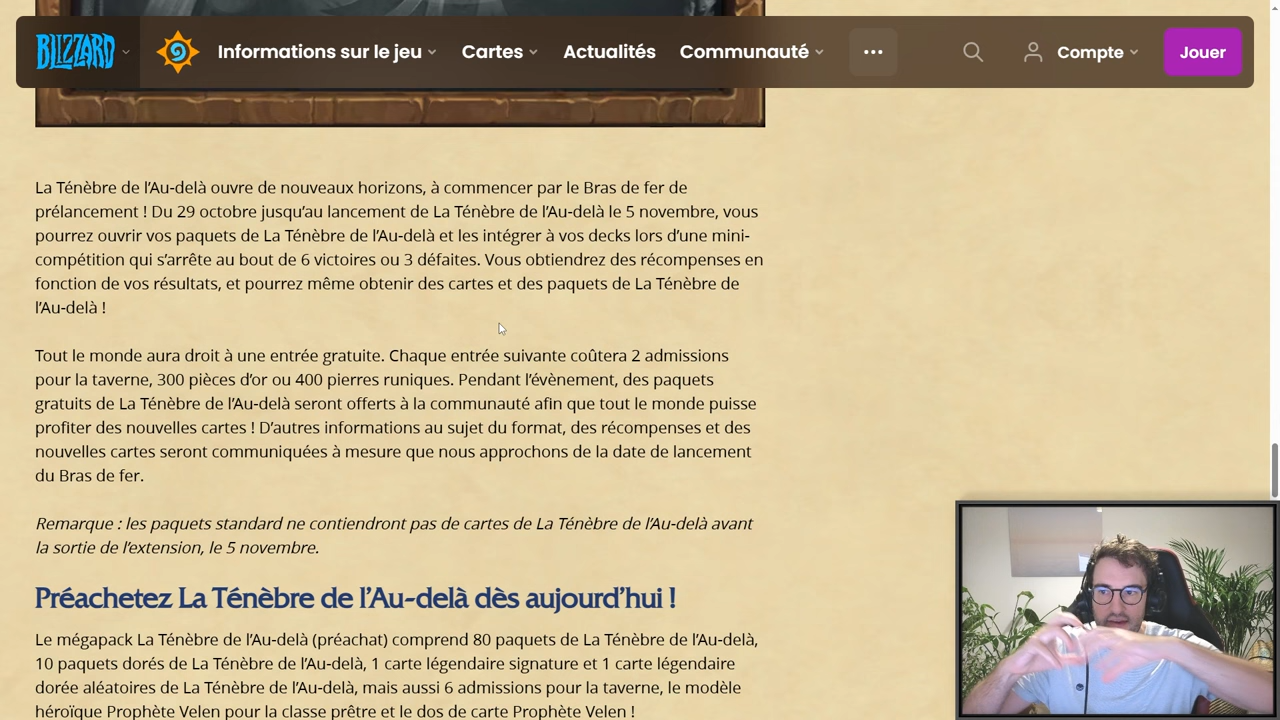 BLIZZARD
Informations sur le jeu
Cartes
Actualités
Communauté
Compte
Jouer
La Ténèbre de l’Au-delà ouvre de nouveaux horizons, à commencer par le Bras de fer de
prélancement ! Du 29 octobre jusqu’au lancement de La Ténèbre de l’Au-delà le 5 novembre, vous
pourrez ouvrir vos paquets de La Ténèbre de l’Au-delà et les intégrer à vos decks lors d’une mini-
compétition qui s’arrête au bout de 6 victoires ou 3 défaites. Vous obtiendrez des récompenses en
fonction de vos résultats, et pourrez même obtenir des cartes et des paquets de La Ténèbre de
l’Au-delà !
Tout le monde aura droit à une entrée gratuite. Chaque entrée suivante coûtera 2 admissions
pour la taverne, 300 pièces d’or ou 400 pierres runiques. Pendant l’évènement, des paquets
gratuits de La Ténèbre de l’Au-delà seront offerts à la communauté afin que tout le monde puisse
profiter des nouvelles cartes ! D’autres informations au sujet du format, des récompenses et des
nouvelles cartes seront communiquées à mesure que nous approchons de la date de lancement
du Bras de fer.
Remarque : les paquets standard ne contiendront pas de cartes de La Ténèbre de l’Au-delà avant
la sortie de l’extension, le 5 novembre.
Préachetez La Ténèbre de l’Au-delà dès aujourd’hui !
Le mégapack La Ténèbre de l’Au-delà (préachat) comprend 80 paquets de La Ténèbre de l’Au-delà,
10 paquets dorés de La Ténèbre de l’Au-delà, 1 carte légendaire signature et 1 carte légendaire
dorée aléatoires de La Ténèbre de l’Au-delà, mais aussi 6 admissions pour la taverne, le modèle
héroïque Prophète Velen pour la classe prêtre et le dos de carte Prophète Velen !